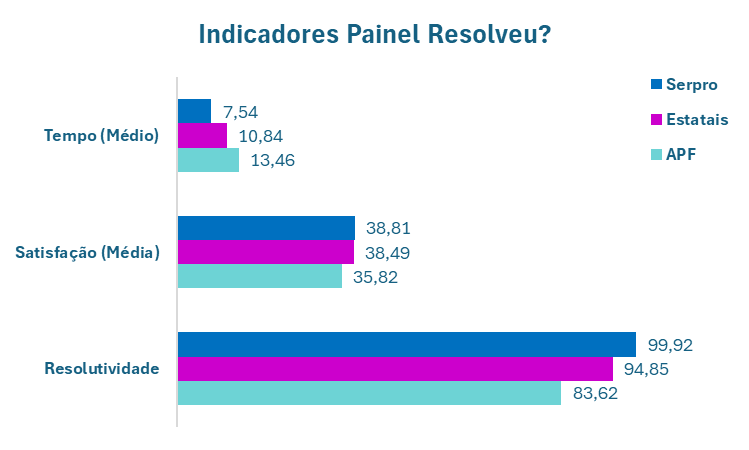 Indicadores Painel Resolveu?
Serpro
Estatais
APF
Tempo (Médio)
7,54
10,84
13,46
Satisfação (Média)
38,81
38,49
35,82
Resolutividade
99,92
94,85
83,62